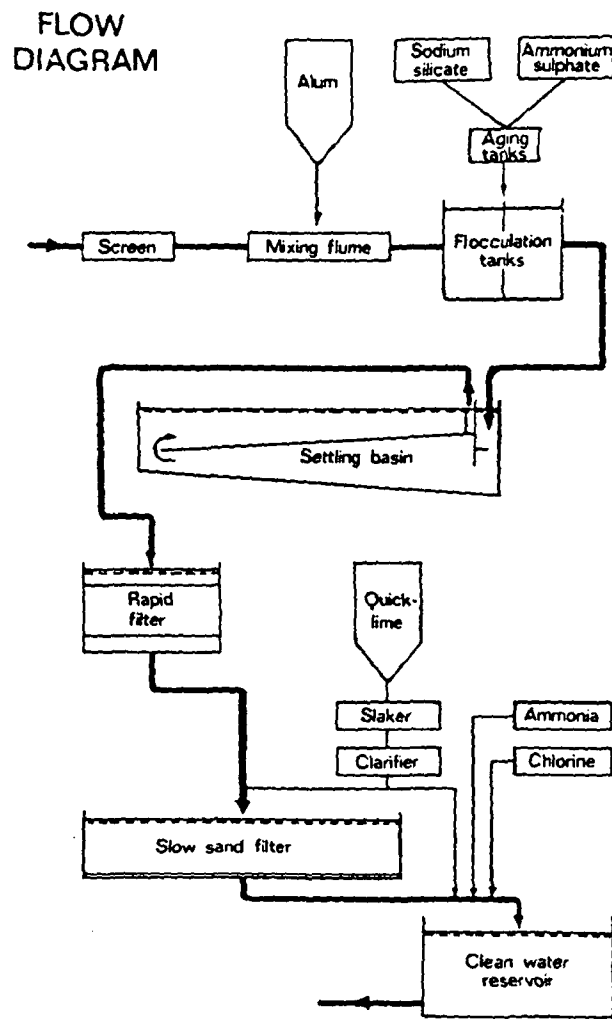 FLOW
DIAGRAM
Alum
Sodium
silicate
Ammonium
sulphate
Aging
tanks
Screen
Mixing flume
Flocculation
tanks
Settling basin
Rapid
filter
Quick-
lime
Slaker
Clarifier
Ammonia
Chlorine
Slow sand filter
Clean water
reservoir